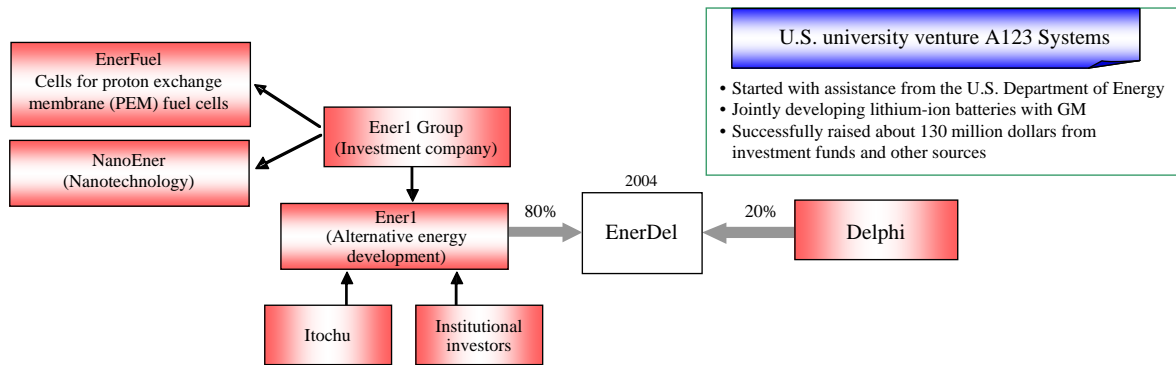 EnerFuel
Cells for proton exchange
membrane (PEM) fuel cells
NanoEner
(Nanotechnology)
Ener1 Group
(Investment company)
Ener1
(Alternative energy
development)
Itochu
Institutional
investors
80%
2004
EnerDel
20%
Delphi
U.S. university venture A123 Systems
• Started with assistance from the U.S. Department of Energy
• Jointly developing lithium-ion batteries with GM
• Successfully raised about 130 million dollars from
investment funds and other sources